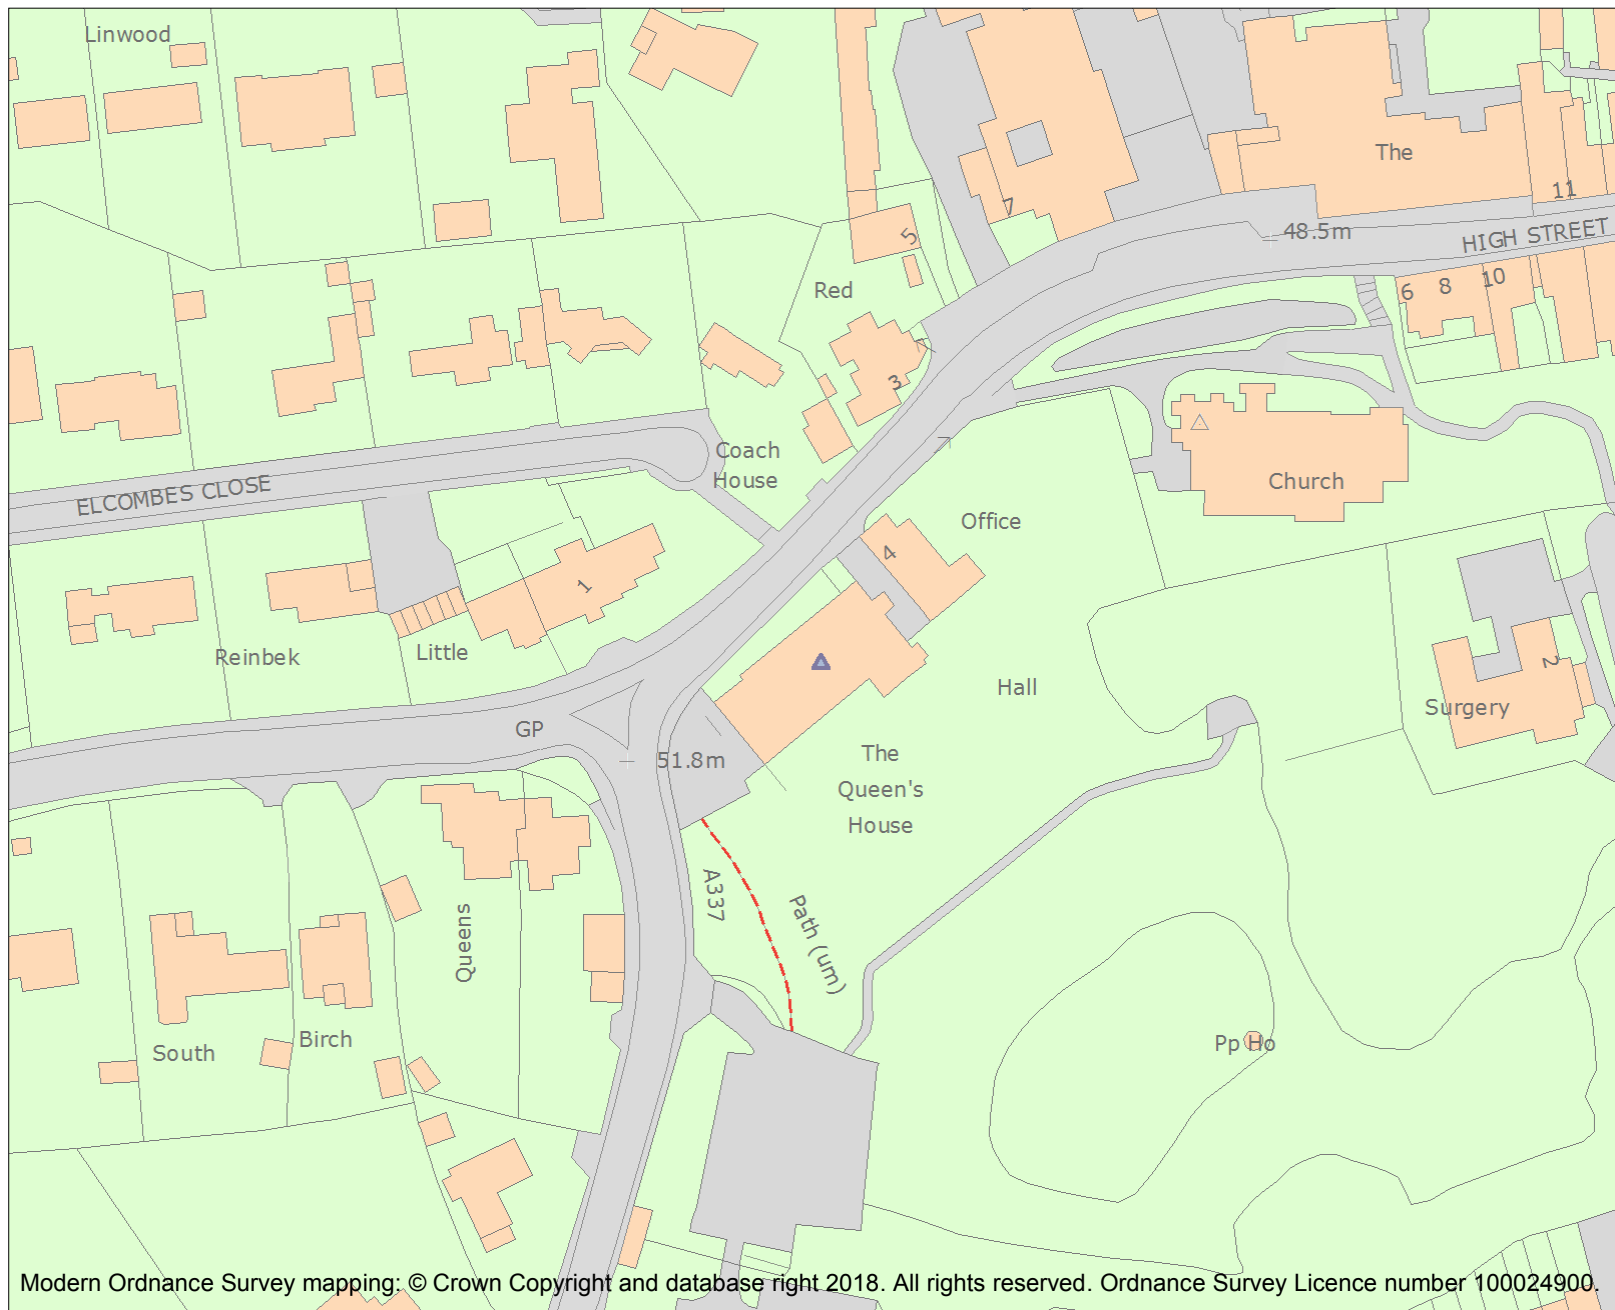 Linwood
The
11
7
5
48.5m
HIGH STREET
Red
6
8
10
3
Coach
House
ELCOMBES CLOSE
Church
Office
4
1
Little
Reinbek
2
Hall
Surgery
GP
51.8m
The
Queen's
House
A337
Path (um)
Queens
South
Birch
Pp Ho
Modern Ordnance Survey mapping: © Crown Copyright and database right 2018. All rights reserved. Ordnance Survey Licence number 100024900.